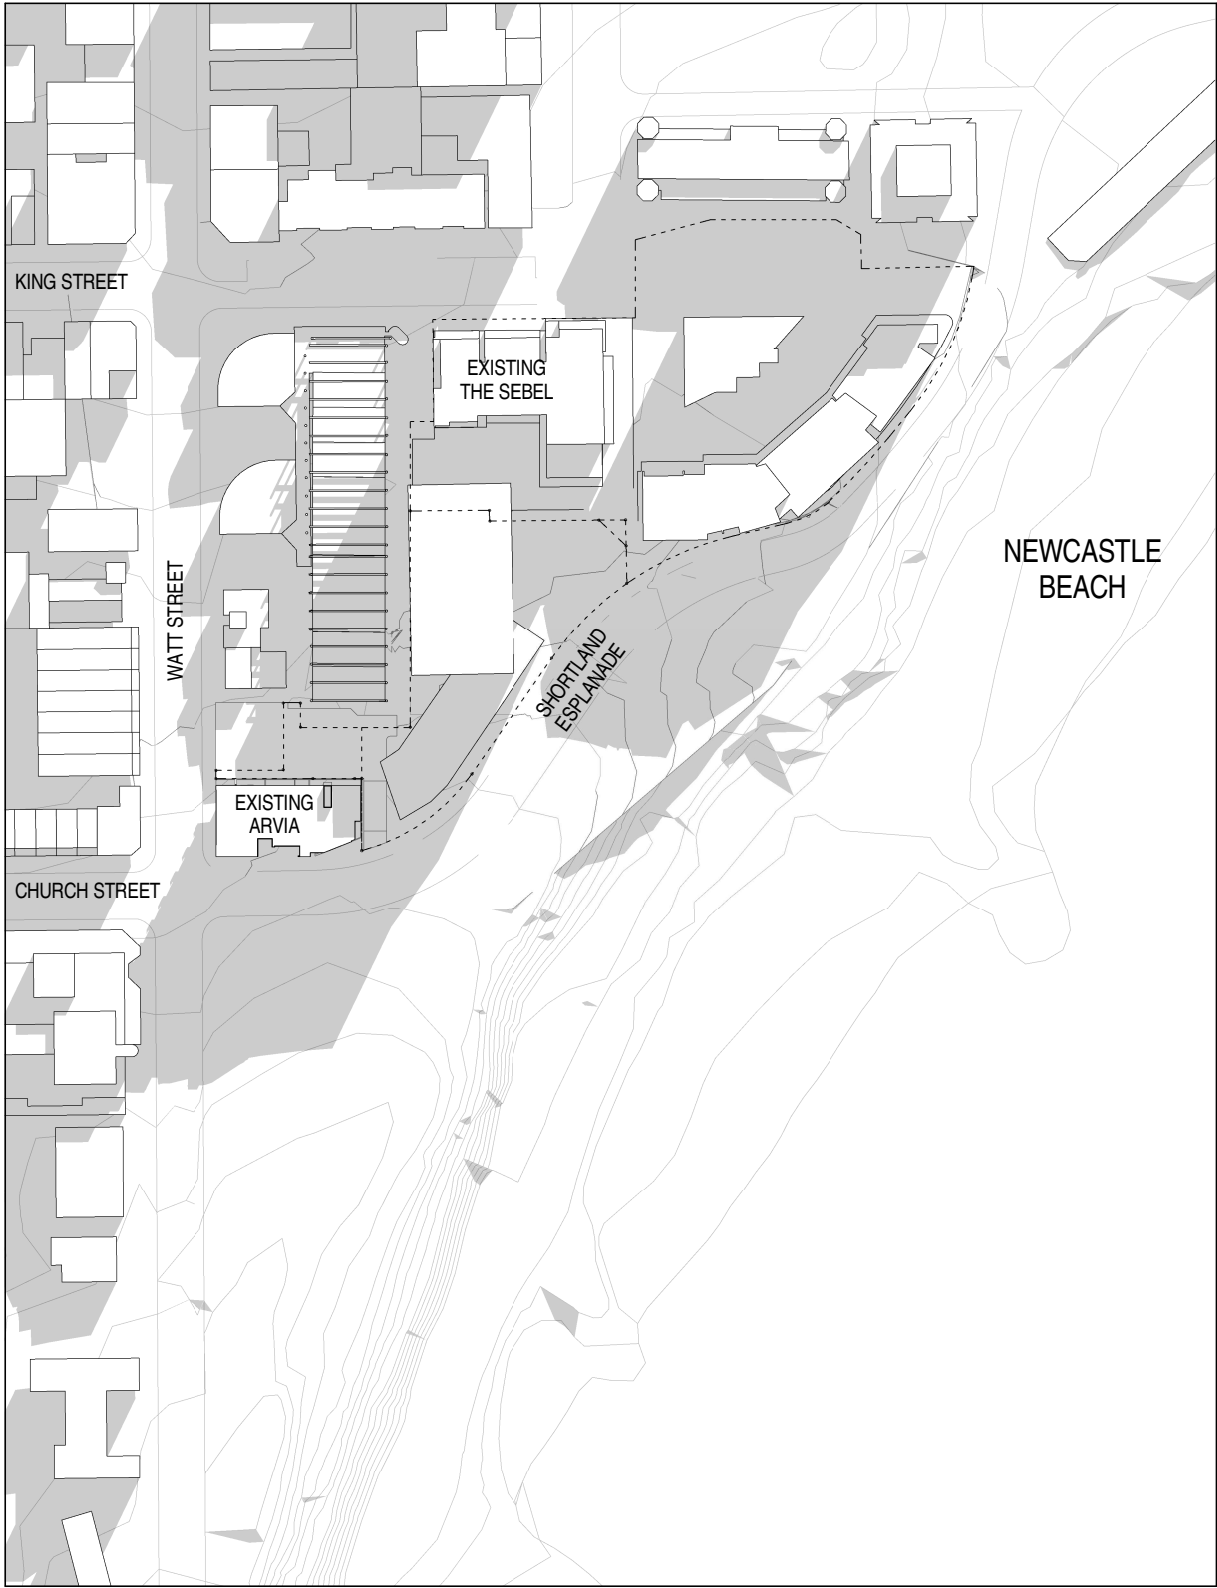 KING STREET
EXISTING
THE SEBEL
NEWCASTLE
BEACH
WATT STREET
SHORTLAND
ESPLANADE
EXISTING
ARVIA
CHURCH STREET